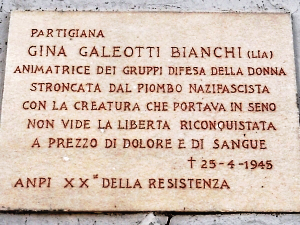 PARTIGIANA
GINA GALEOTTI BIANCHI (LIA)
ANIMATRICE DEI GRUPPI DIFESA DELLA DONNA
STRONCATA DAL PIOMBO NAZIFASCISTA
CON LA CREATURA CHE PORTAVA IN SENO
NON VIDE LA LIBERTA RICONQUISTATA
A PREZZO DI DOLORE E DI SANGUE
† 25-4-1945
ANPI XX° DELLA RESISTENZA